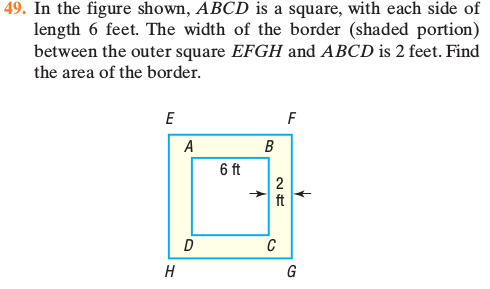 49. In the figure shown, ABCD is a square, with each side of
length 6 feet. The width of the border (shaded portion)
between the outer square EFGH and ABCD is 2 feet. Find
the area of the border.
E F
A B
6 ft
2
ft
D C
H G